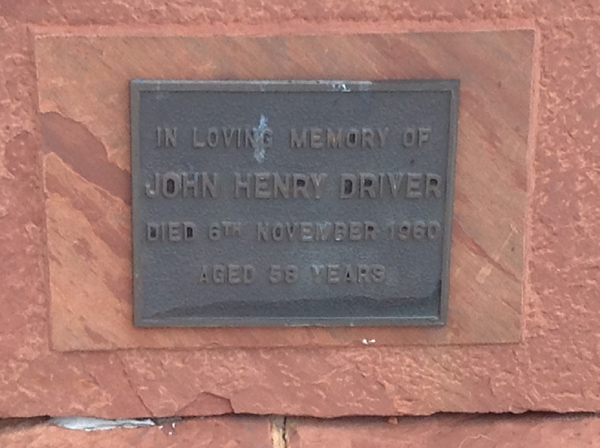 IN LOVING MEMORY OF
JOHN HENRY DRIVER
DIED 6TH NOVEMBER 1960
AGED 58 YEARS